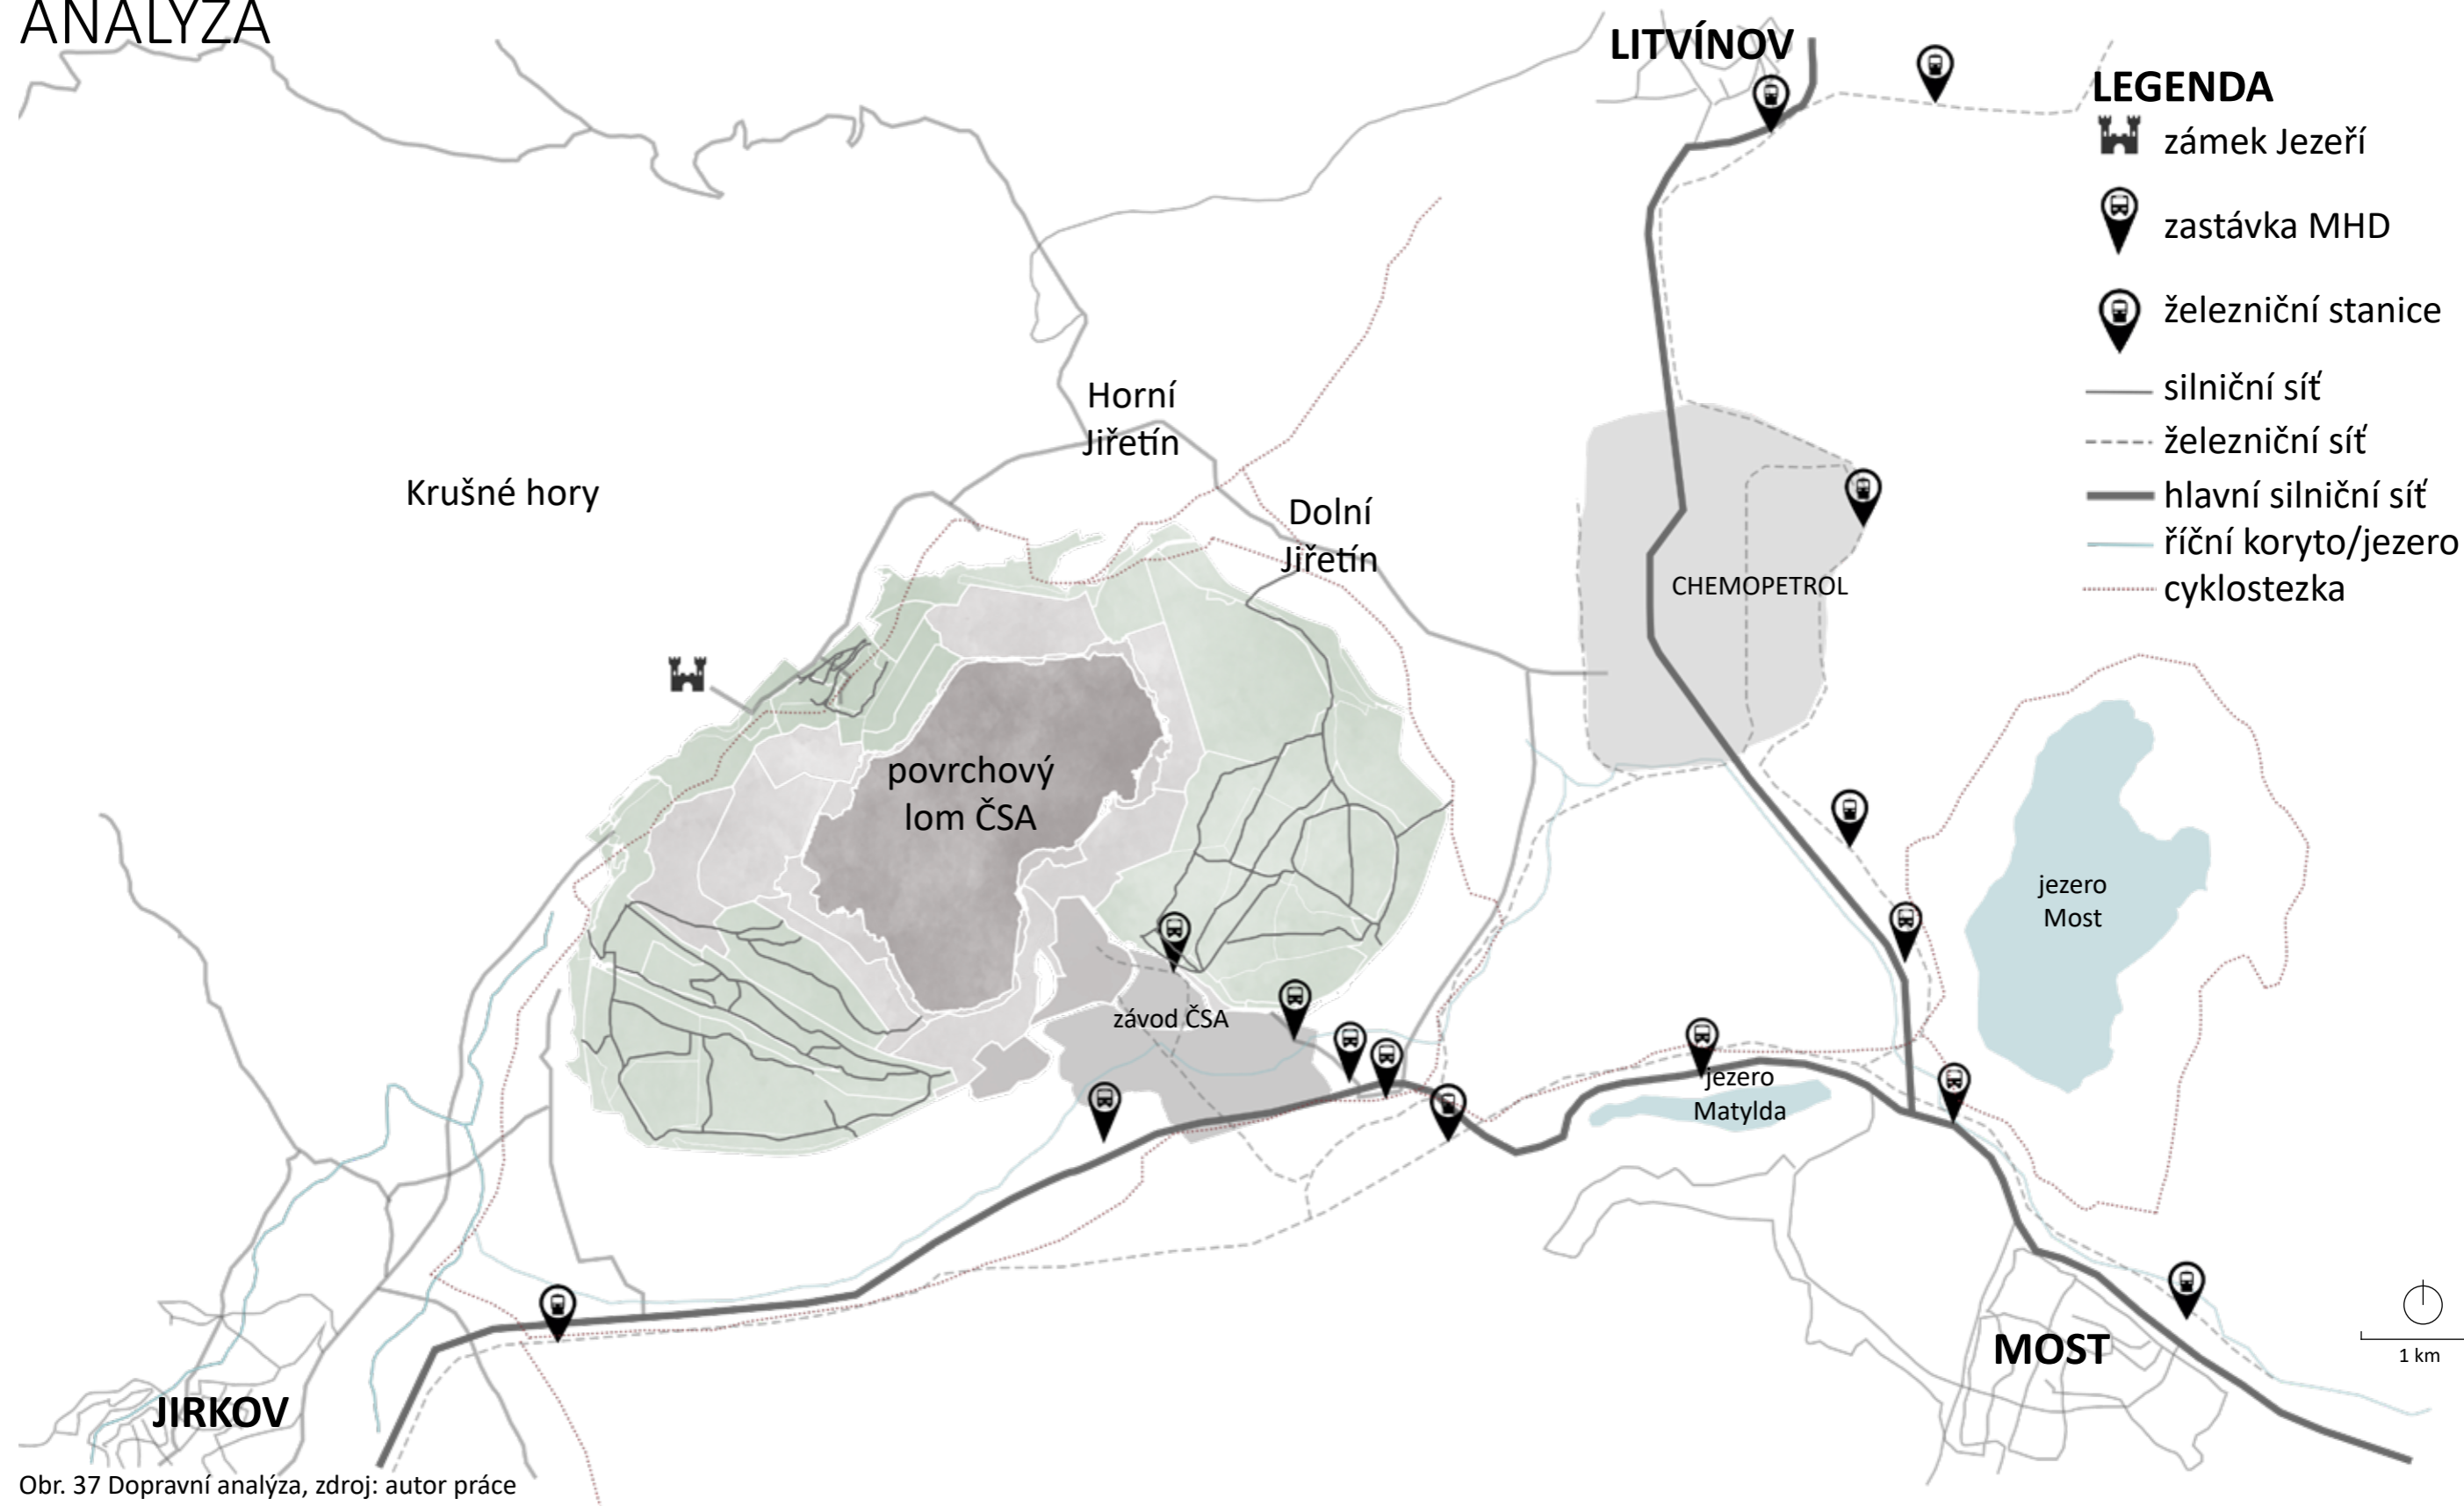 ANALÝZA
LITVÍNOV
LEGENDA
zámek Jezeří
zastávka MHD
železniční stanice
silniční síť
železniční síť
hlavní silniční síť
říční koryto/jezero
cyklostezka
Horní
Jiřetín
Krušné hory
Dolní
Jiřetín
CHEMOPETROL
povrchový
lom ČSA
jezero
Most
závod ČSA
jezero
Matylda
MOST
1 km
JIRKOV
Obr. 37 Dopravní analýza, zdroj: autor práce